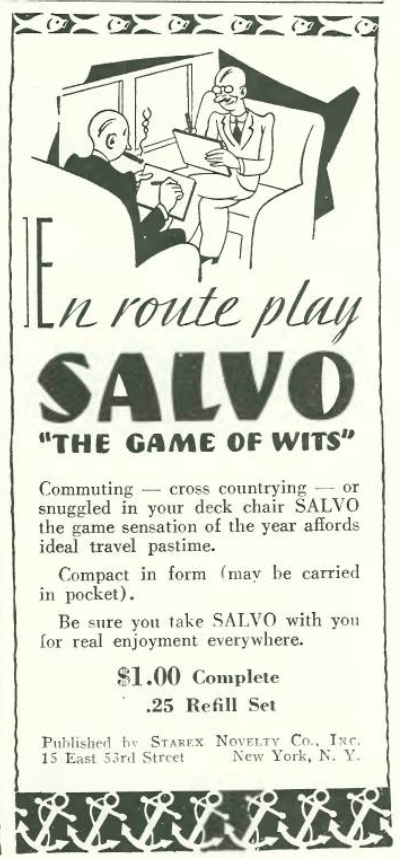 En route play
SALVO
"THE GAME OF WITS"
Commuting — cross countrying — or
snuggled in your deck chair SALVO
the game sensation of the year affords
ideal travel pastime.
Compact in form (may be carried
in pocket).
Be sure you take SALVO with you
for real enjoyment everywhere.
$1.00 Complete
.25 Refill Set
Published by STAREX NOVELTY CO., INC.
15 East 53rd Street New York, N. Y.